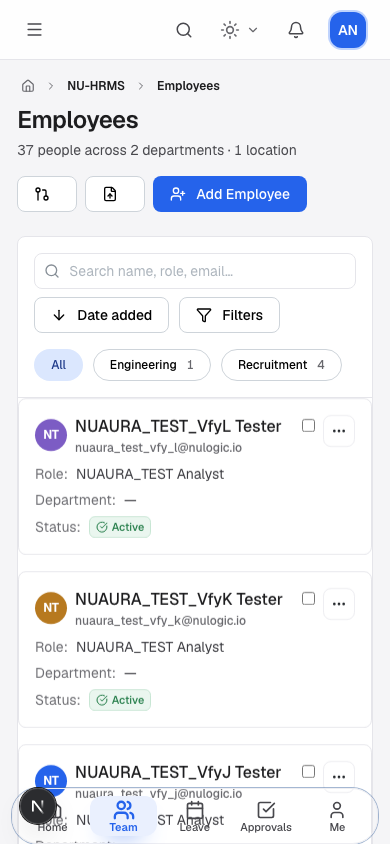 AN
NU-HRMS Employees
Employees
37 people across 2 departments · 1 location
Add Employee
Search name, role, email...
Date added Filters
All Engineering 1 Recruitment 4
NT NUAURA_TEST_VfyL Tester
nuaura_test_vfy_l@nulogic.io
Role: NUAURA_TEST Analyst
Department: —
Status: Active
NT NUAURA_TEST_VfyK Tester
nuaura_test_vfy_k@nulogic.io
Role: NUAURA_TEST Analyst
Department: —
Status: Active
NT NUAURA_TEST_VfyJ Tester
nuaura_test_vfy_j@nulogic.io
N
Home Team Leave Approvals Me